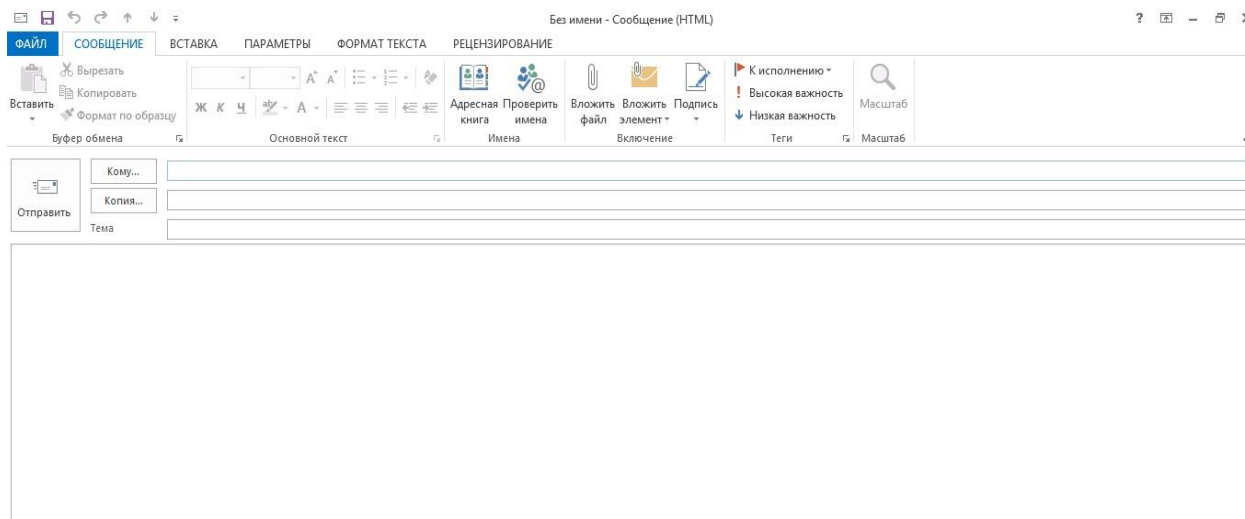 Без имени - Сообщение (HTML)
ФАЙЛ СООБЩЕНИЕ ВСТАВКА ПАРАМЕТРЫ ФОРМАТ ТЕКСТА РЕЦЕНЗИРОВАНИЕ
Вставить
Вырезать
Копировать
Формат по образцу
Буфер обмена
Ж К Ч
Основной текст
Адресная книга
Проверить имена
Имена
Вложить файл
Вложить элемент
Подпись
Включение
К исполнению
Высокая важность
Низкая важность
Теги
Масштаб
Масштаб
Отправить
Кому...
Копия...
Тема